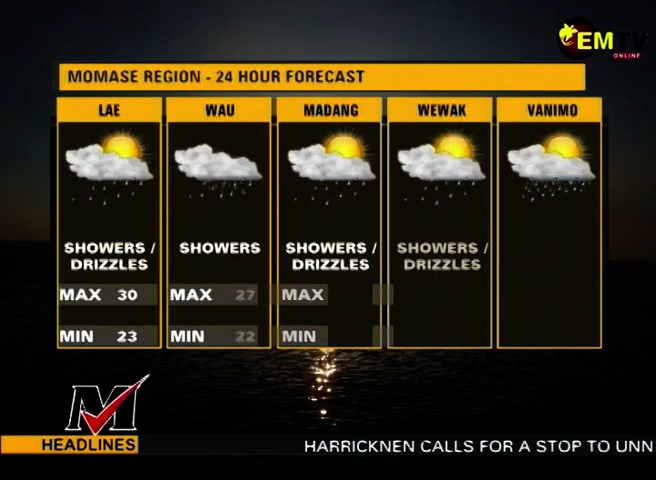 EMTV
ONLINE
MOMASE REGION - 24 HOUR FORECAST
LAE
WAU
MADANG
WEWAK
VANIMO
SHOWERS /
DRIZZLES
SHOWERS
SHOWERS /
DRIZZLES
SHOWERS /
DRIZZLES
MAX 30
MAX 27
MAX
MIN 23
MIN 22
MIN
M
HEADLINES
HARRICKNEN CALLS FOR A STOP TO UNN